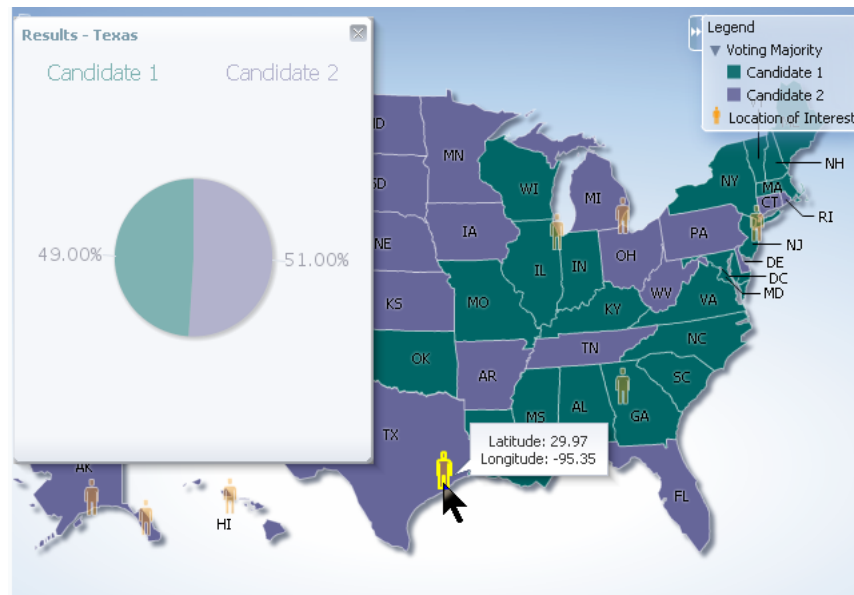 Results - Texas
Candidate 1
Candidate 2
49.00%
51.00%
Legend
Voting Majority
Candidate 1
Candidate 2
Location of Interest
SD
MN
WI
MI
NY
NH
MA
CT
RI
NE
IA
IL
IN
OH
PA
NJ
DE
DC
MD
KS
MO
KY
WV
VA
OK
AR
TN
NC
SC
TX
MS
AL
GA
Latitude: 29.97
Longitude: -95.35
AK
HI
FL